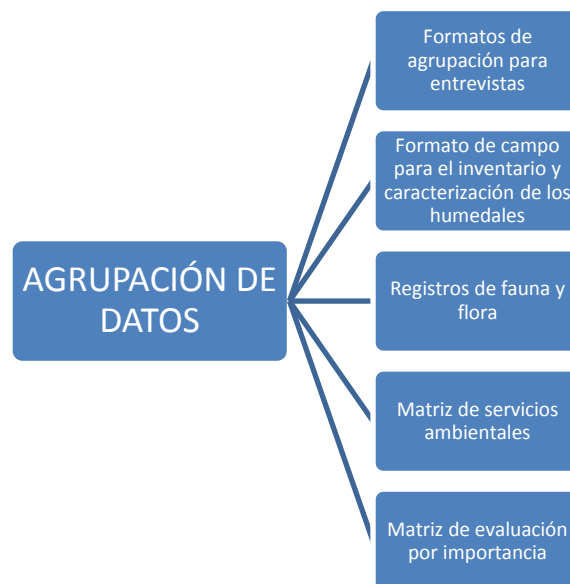 Formatos de
agrupación para
entrevistas
Formato de campo
para el inventario y
caracterización de los
humedales
AGRUPACIÓN DE
DATOS
Registros de fauna y
flora
Matriz de servicios
ambientales
Matriz de evaluación
por importancia